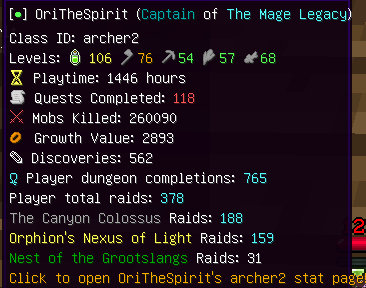 [●] OriTheSpirit (Captain of The Mage Legacy)
Class ID: archer2
Levels: 106 76 54 57 68
Playtime: 1446 hours
Quests Completed: 118
Mobs Killed: 260090
Growth Value: 2893
Discoveries: 562
Player dungeon completions: 765
Player total raids: 378
The Canyon Colossus Raids: 188
Orphion's Nexus of Light Raids: 159
Nest of the Grootslangs Raids: 31
Click to open OriTheSpirit's archer2 stat page